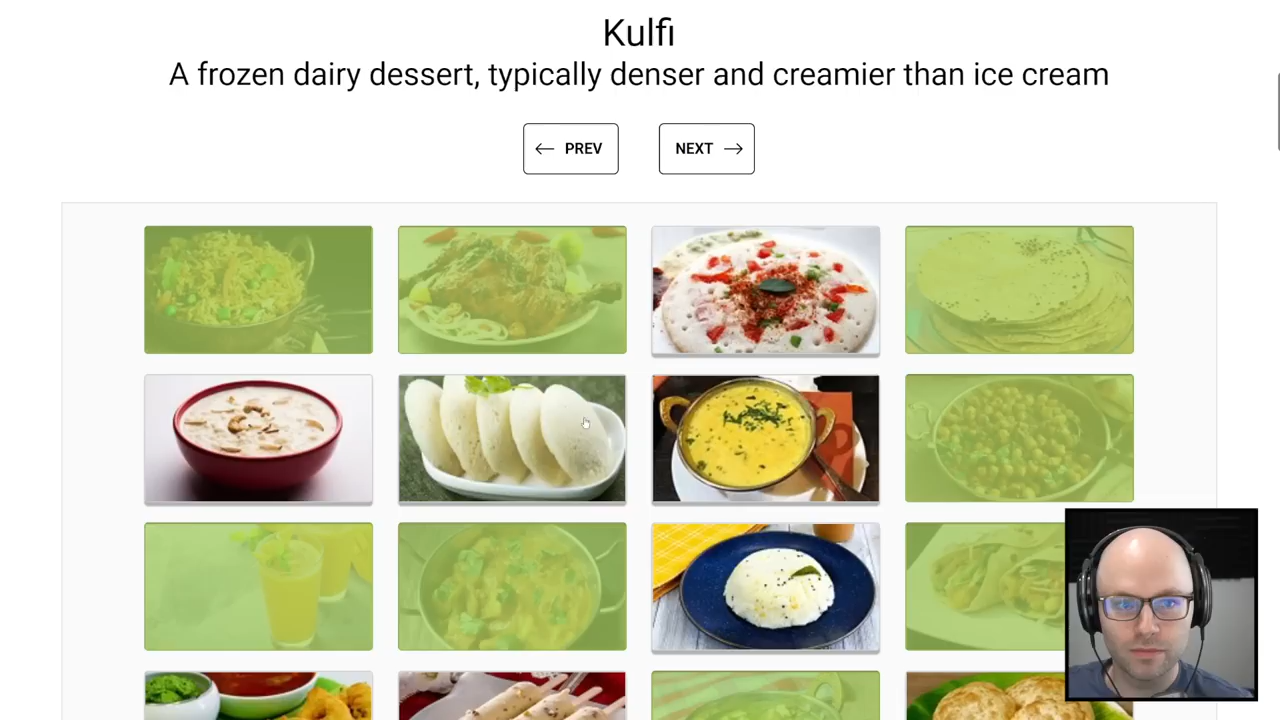 Kulfi
A frozen dairy dessert, typically denser and creamier than ice cream
← PREV
NEXT →